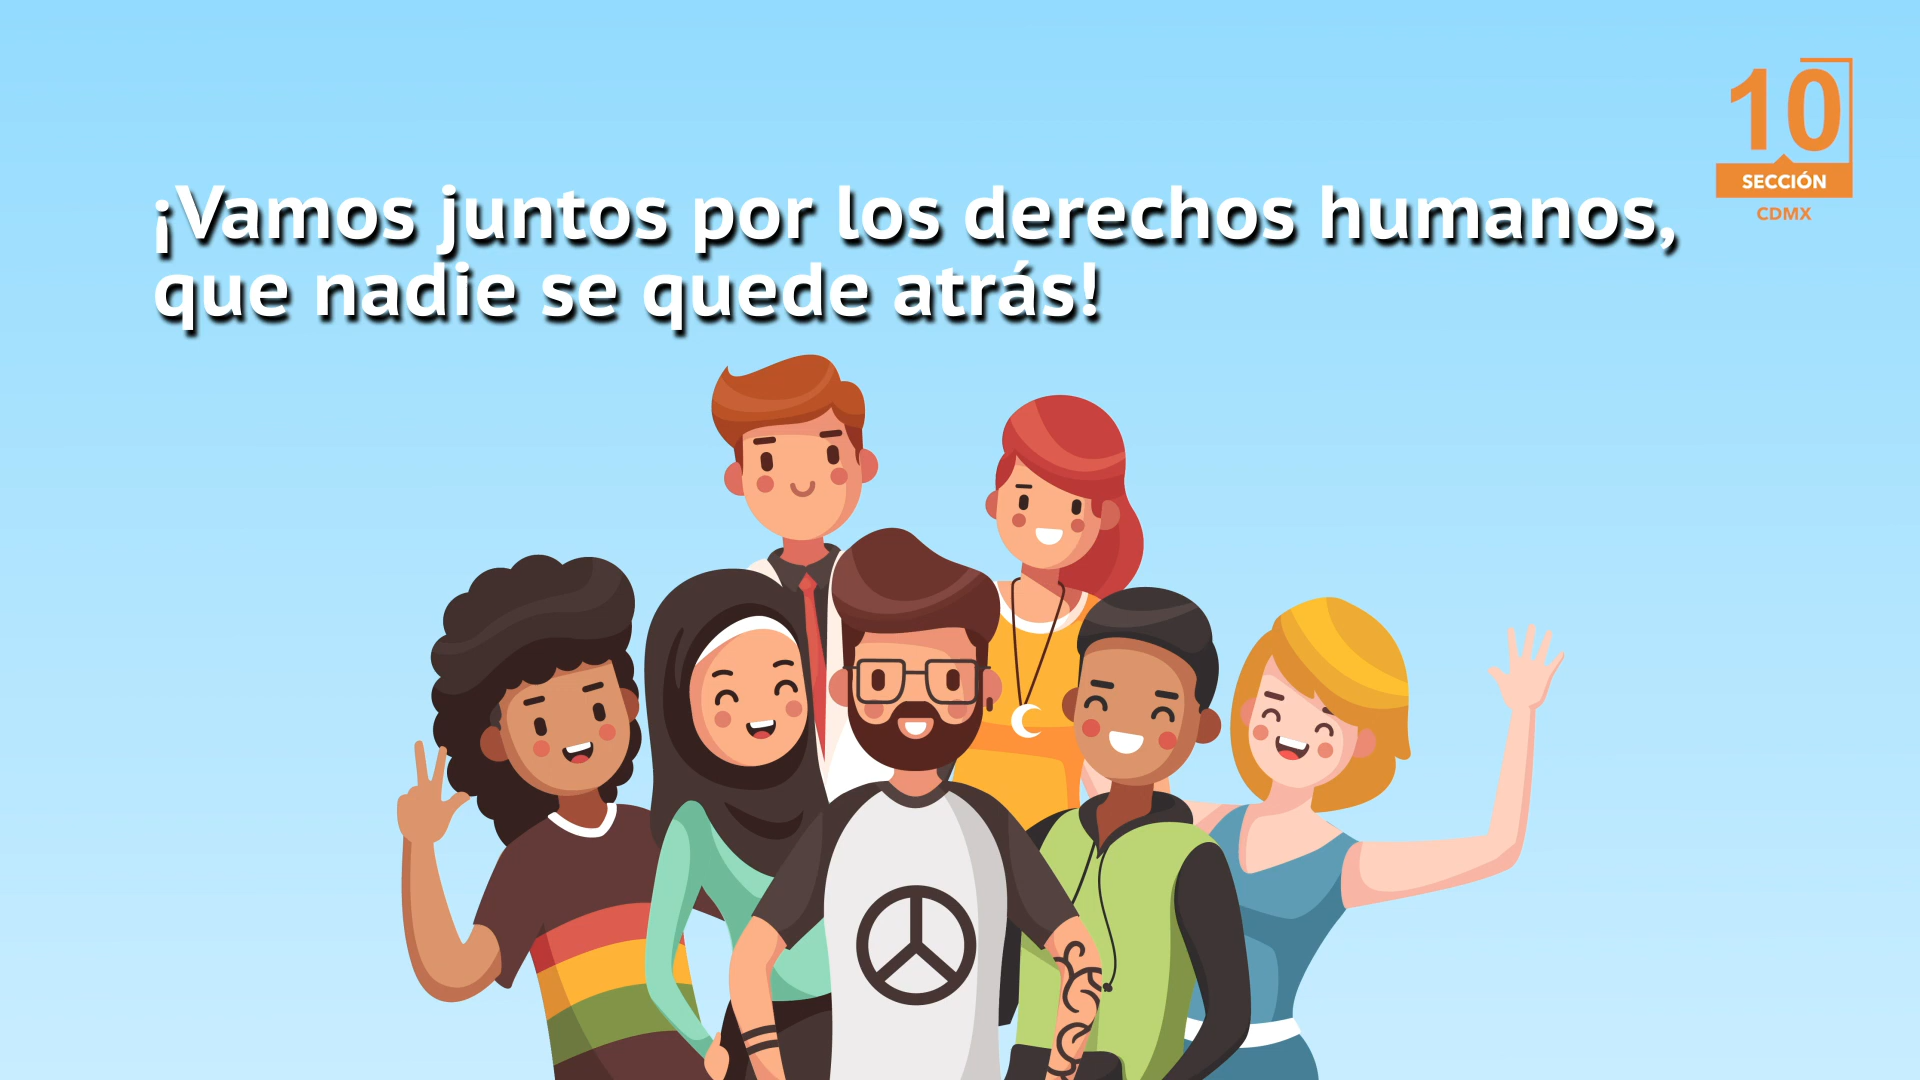 ¡Vamos juntos por los derechos humanos,
que nadie se quede atrás!
10
SECCIÓN
CDMX